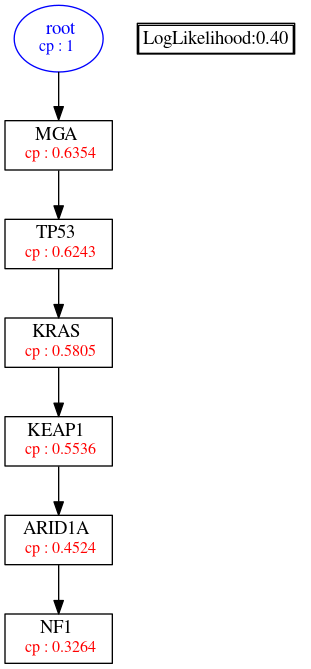 root
cp : 1
LogLikelihood:0.40
MGA
cp : 0.6354
TP53
cp : 0.6243
KRAS
cp : 0.5805
KEAP1
cp : 0.5536
ARID1A
cp : 0.4524
NF1
cp : 0.3264